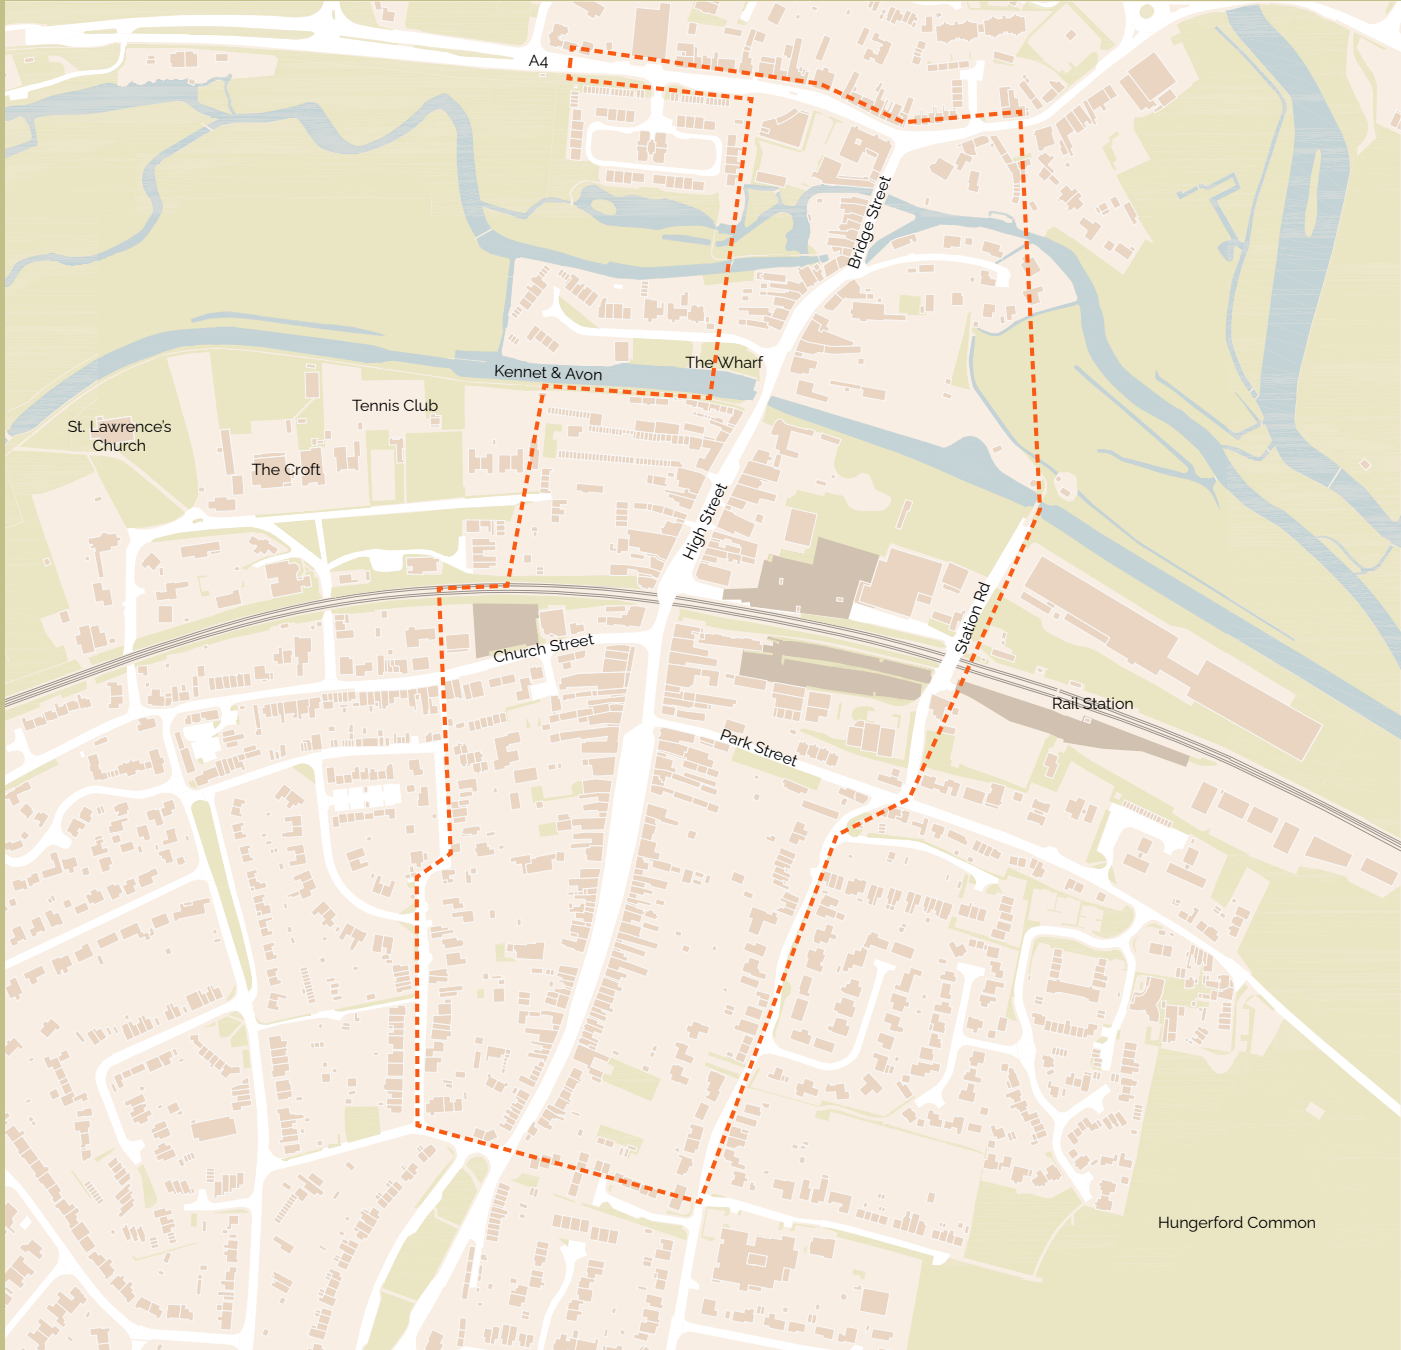 A4
Bridge Street
The Wharf
Kennet & Avon
Tennis Club
St. Lawrence's
Church
The Croft
High Street
Station Rd
Church Street
Rail Station
Park Street
Hungerford Common